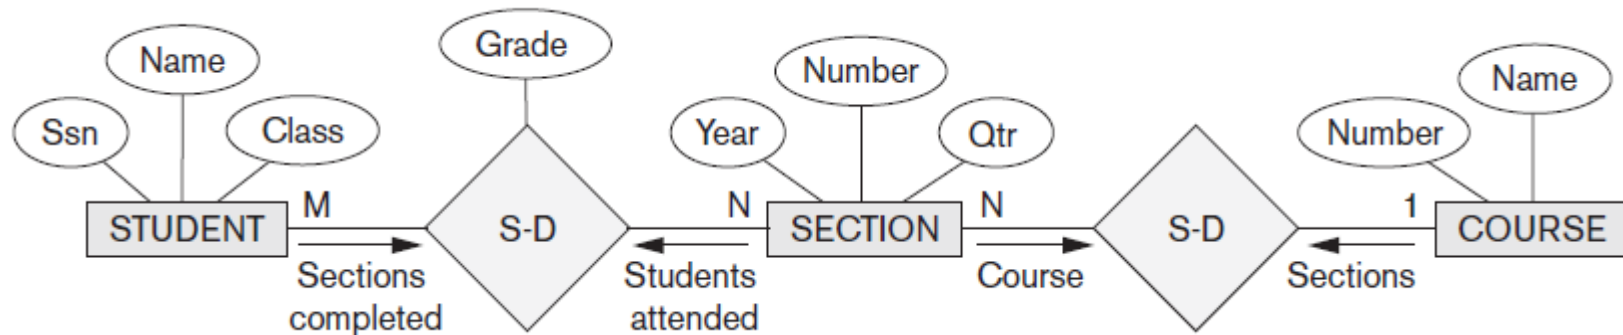 Grade
Name
Number
Name
Ssn
Class
Year
Qtr
Number
M
N
N
1
STUDENT
S-D
SECTION
S-D
COURSE
Sections
completed
Students
attended
Course
Sections